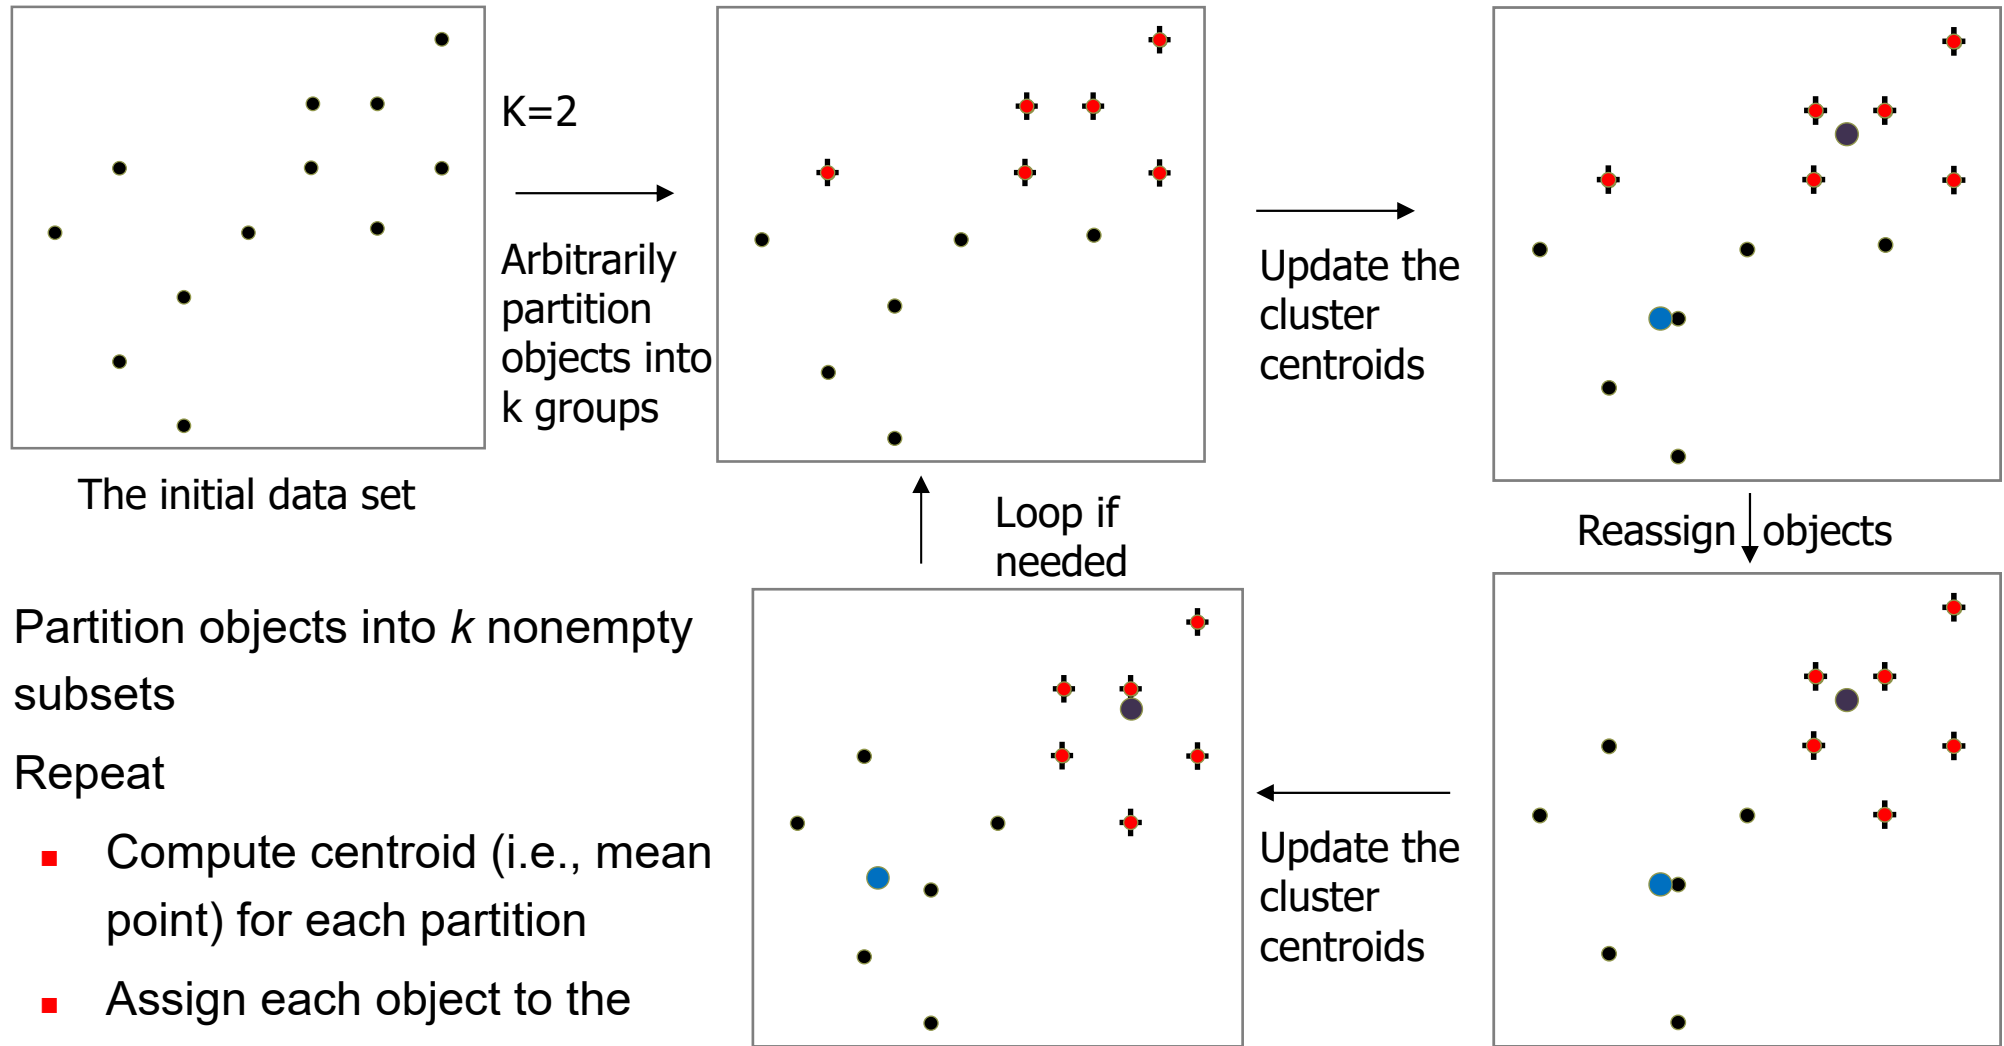 K=2
Arbitrarily
partition
objects into
k groups
Update the
cluster
centroids
The initial data set
Loop if
needed
Reassign objects
Partition objects into k nonempty
subsets
Repeat
■ Compute centroid (i.e., mean
point) for each partition
■ Assign each object to the
Update the
cluster
centroids